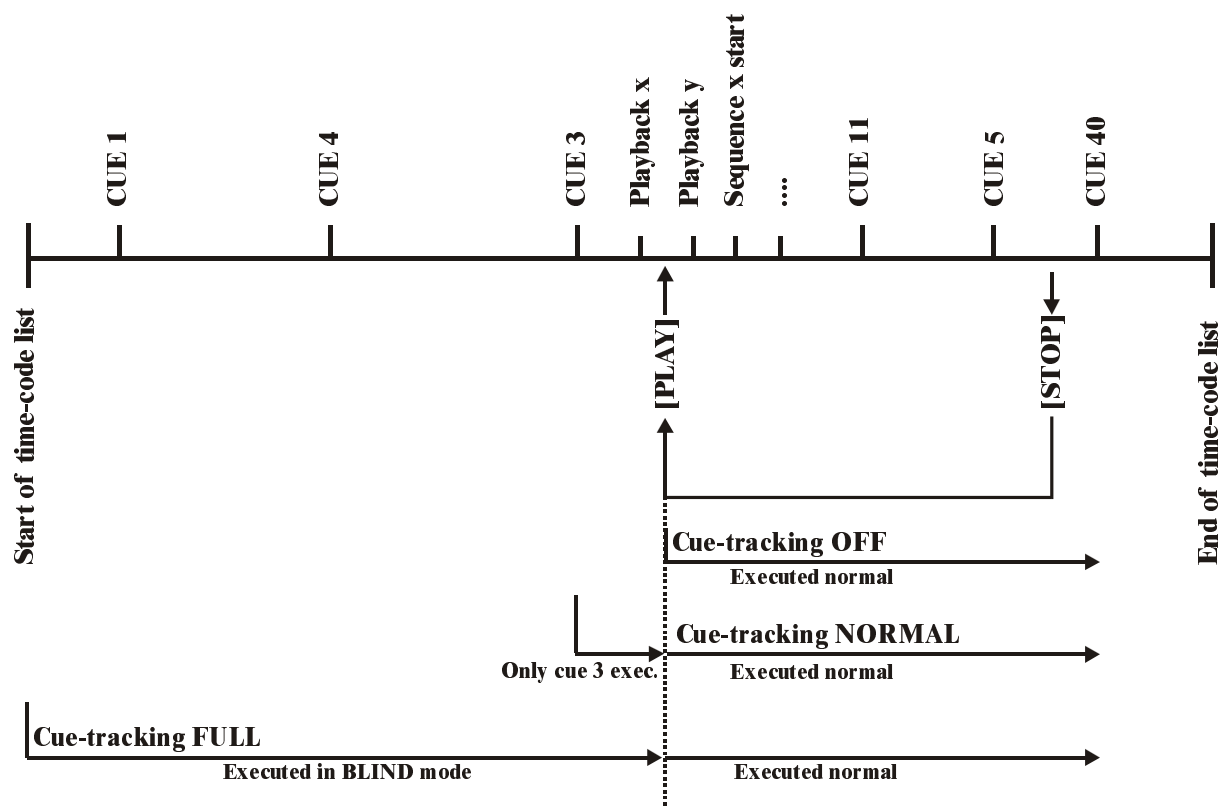 CUE 1
CUE 4
CUE 3
Playback x
Playback y
Sequence x start
....
CUE 11
CUE 5
CUE 40
Start of time-code list
[PLAY]
[STOP]
End of time-code list
Cue-tracking OFF
Executed normal
Cue-tracking NORMAL
Only cue 3 exec.
Executed normal
Cue-tracking FULL
Executed in BLIND mode
Executed normal